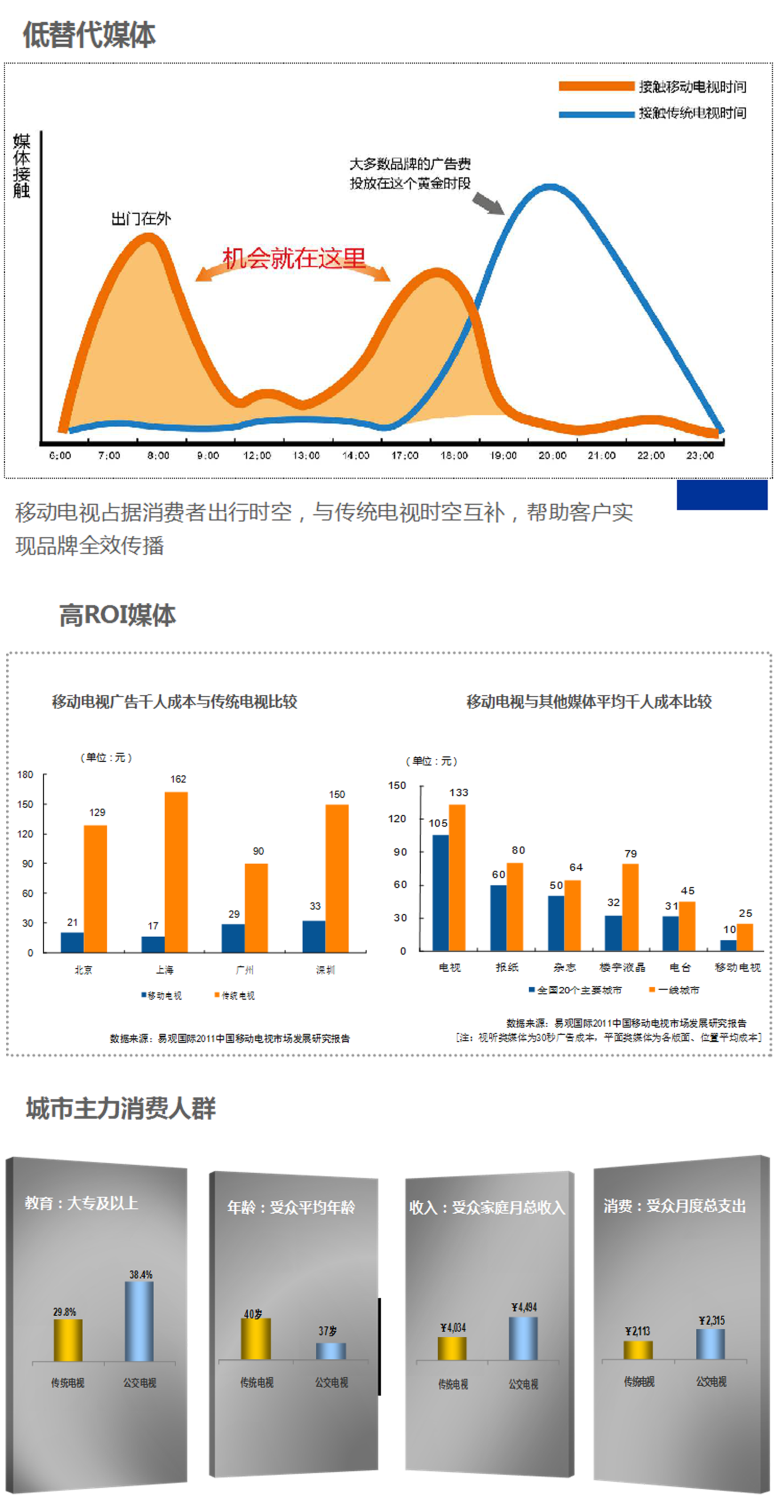 低替代媒体
接触移动电视时间
接触传统电视时间
媒体接触
大多数品牌的广告费
投放在这个黄金时段
出门在外
机会就在这里
6:00 7:00 8:00 9:00 12:00 13:00 14:00 17:00 18:00 19:00 20:00 21:00 22:00 23:00
移动电视占据消费者出行时空，与传统电视时空互补，帮助客户实
现品牌全效传播
高ROI媒体
移动电视广告千人成本与传统电视比较
（单位：元）
180
150
120
90
60
30
0
21 129 17 162 29 90 33 150
北京 上海 广州 深圳
移动电视 传统电视
数据来源：易观国际2011中国移动电视市场发展研究报告
移动电视与其他媒体平均千人成本比较
（单位：元）
150
120
90
60
30
0
105 133 60 80 50 64 32 79 31 45 10 25
电视 报纸 杂志 楼宇液晶 电台 移动电视
全国20个主要城市 一线城市
数据来源：易观国际2011中国移动电视市场发展研究报告
[注：视听类媒体为30秒广告成本，平面类媒体为各版面、位置平均成本]
城市主力消费人群
教育：大专及以上
29.8% 38.4%
传统电视 公交电视
年龄：受众平均年龄
40岁 37岁
传统电视 公交电视
收入：受众家庭月总收入
¥4,034 ¥4,494
传统电视 公交电视
消费：受众月度总支出
¥2,113 ¥2,315
传统电视 公交电视